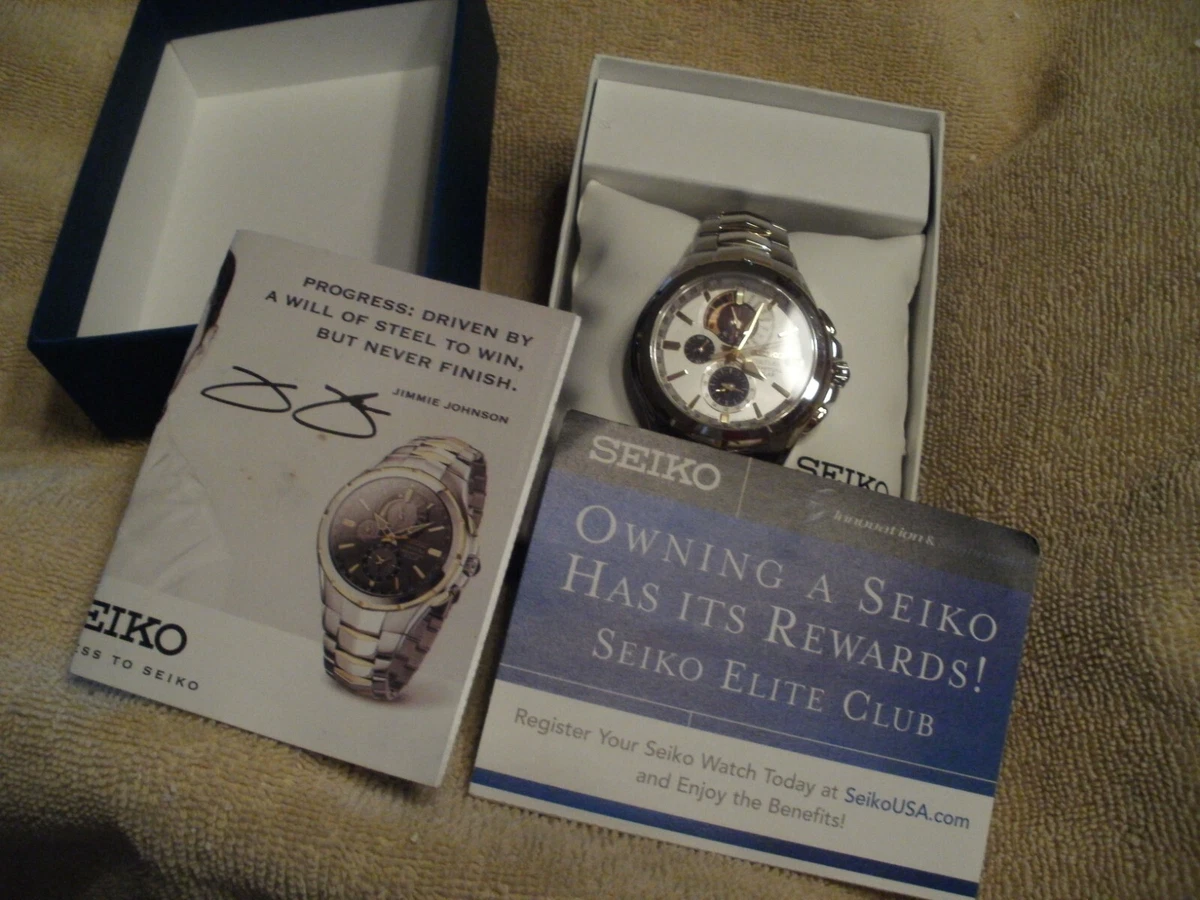 PROGRESS: DRIVEN BY
A WILL OF STEEL TO WIN,
BUT NEVER FINISH.
JIMMIE JOHNSON
EIKO
SS TO SEIKO
SEIKO
SEIKO
Innovation &
OWNING A SEIKO
HAS ITS REWARDS!
SEIKO ELITE CLUB
Register Your Seiko Watch Today at SeikoUSA.com
and Enjoy the Benefits!